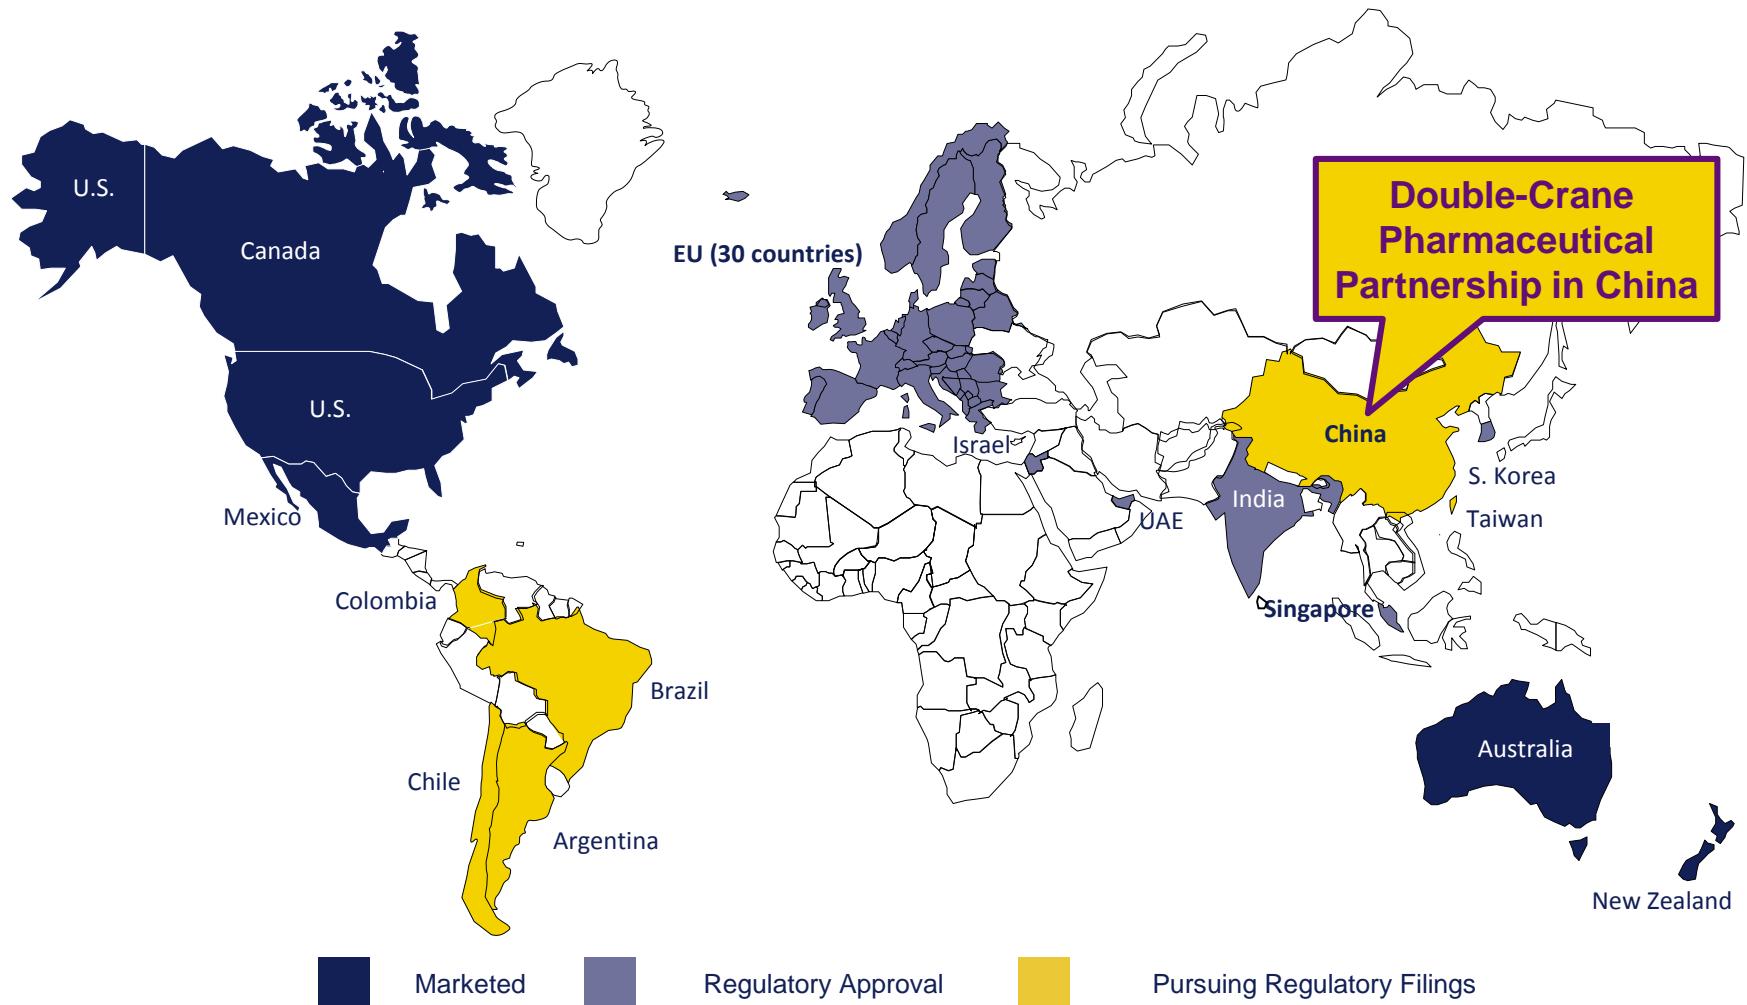 U.S.
Canada
EU (30 countries)
Double-Crane
Pharmaceutical
Partnership in China
U.S.
China
Israel
S. Korea
Mexico
UAE
India
Taiwan
Colombia
Singapore
Brazil
Australia
Chile
Argentina
New Zealand
Marketed
Regulatory Approval
Pursuing Regulatory Filings